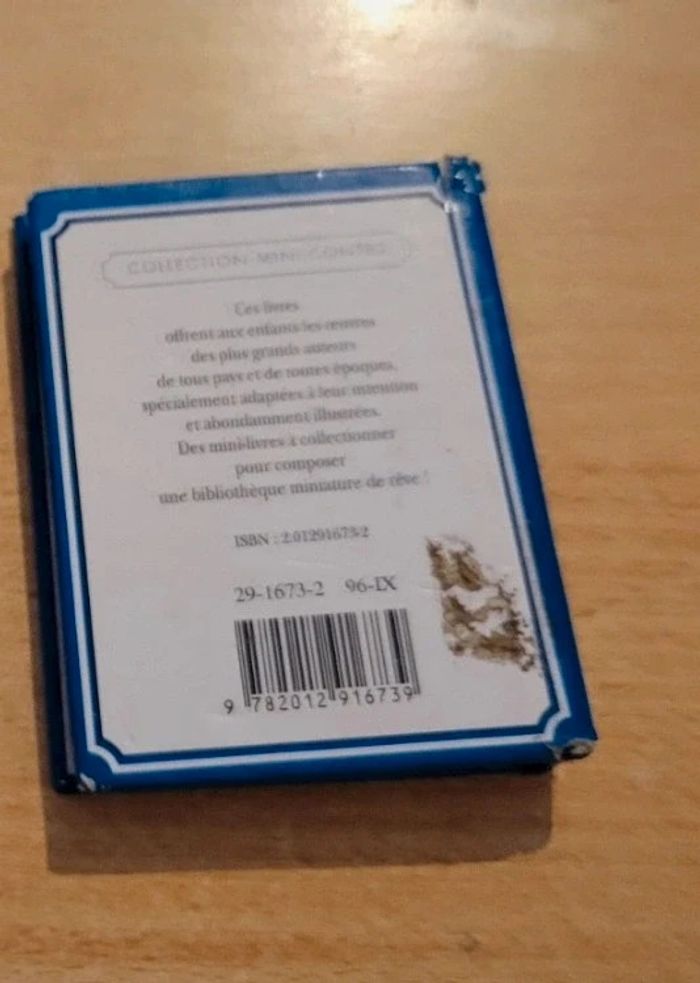 COLLECTION MINI-CONTES
Ces livres
offrent aux enfants les œuvres
des plus grands auteurs
de tous pays et de toutes époques,
spécialement adaptées à leur intention
et abondamment illustrées.
Des mini-livres à collectionner
pour composer
une bibliothèque miniature de rêve !
ISBN : 2.01291673-2
29-1673-2 96-IX
9 782012 916739